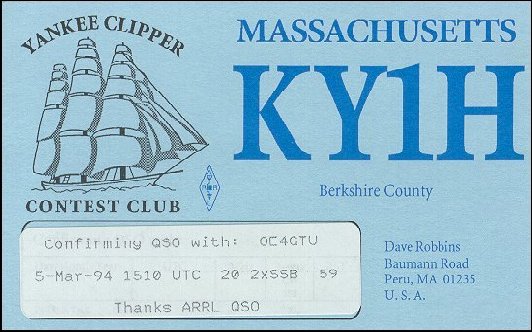 YANKEE CLIPPER
CONTEST CLUB
MASSACHUSETTS
KY1H
Berkshire County
Confirming QSO with:
5-Mar-94 1510 UTC 20 2xSSB 59
Thanks ARRL QSO
Dave Robbins
Baumann Road
Peru, MA 01235
U. S. A.